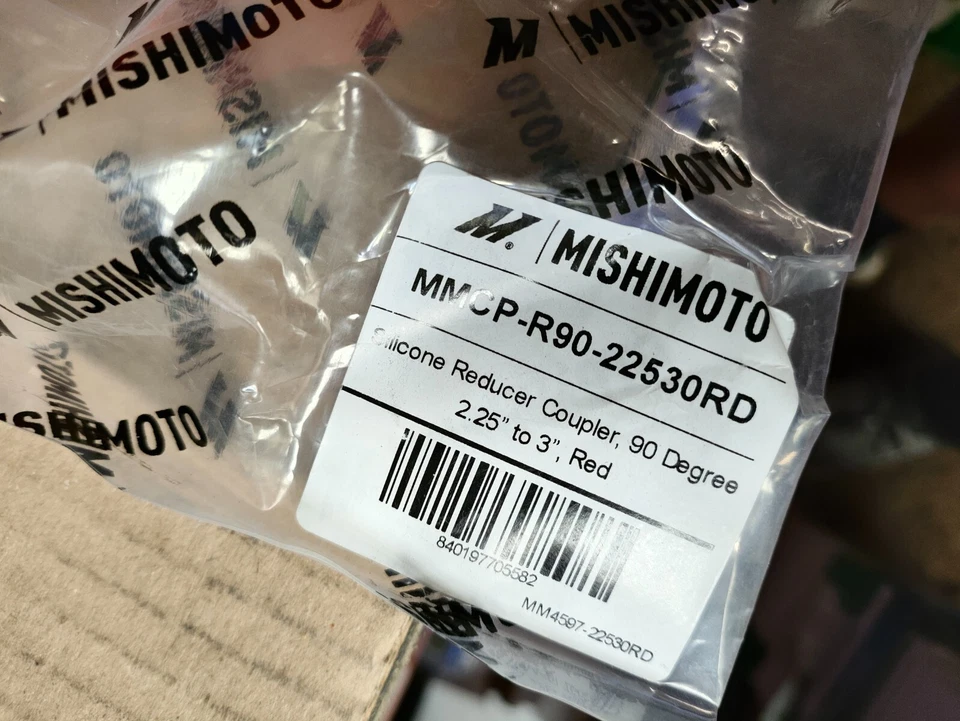 MISHIMOTO
MISHIMOTO
MISHIMOTO
MISHIMOTO
MISHIMOTO
M® | MISHIMOTO
MMCP-R90-22530RD
Silicone Reducer Coupler, 90 Degree
2.25” to 3”, Red
840197705582
MM4597-22530RD